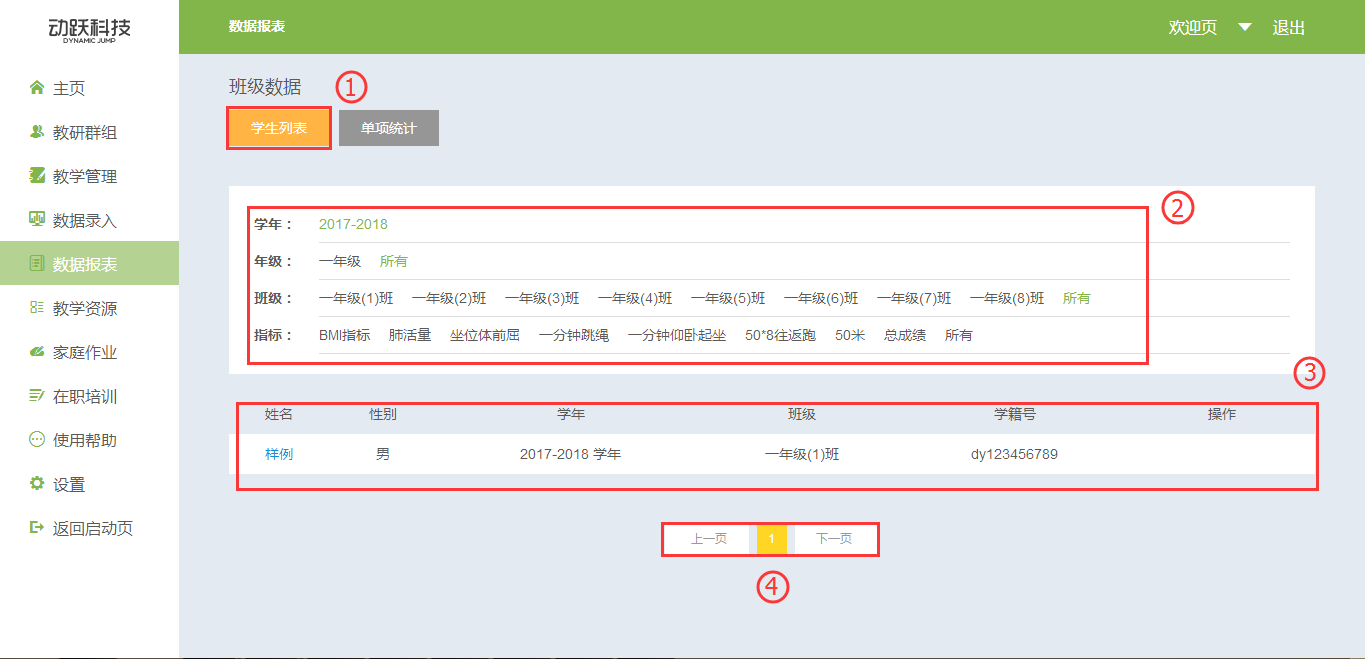 动跃科技
DYNAMIC JUMP
数据报表
欢迎页 退出
主页
教研群组
教学管理
数据录入
数据报表
教学资源
家庭作业
在职培训
使用帮助
设置
返回启动页
班级数据 ①
学生列表 单项统计
②
学年： 2017-2018
年级： 一年级 所有
班级： 一年级(1)班 一年级(2)班 一年级(3)班 一年级(4)班 一年级(5)班 一年级(6)班 一年级(7)班 一年级(8)班 所有
指标： BMI指标 肺活量 坐位体前屈 一分钟跳绳 一分钟仰卧起坐 50*8往返跑 50米 总成绩 所有
③
姓名 性别 学年 班级 学籍号 操作
样例 男 2017-2018 学年 一年级(1)班 dy123456789
上一页 1 下一页
④